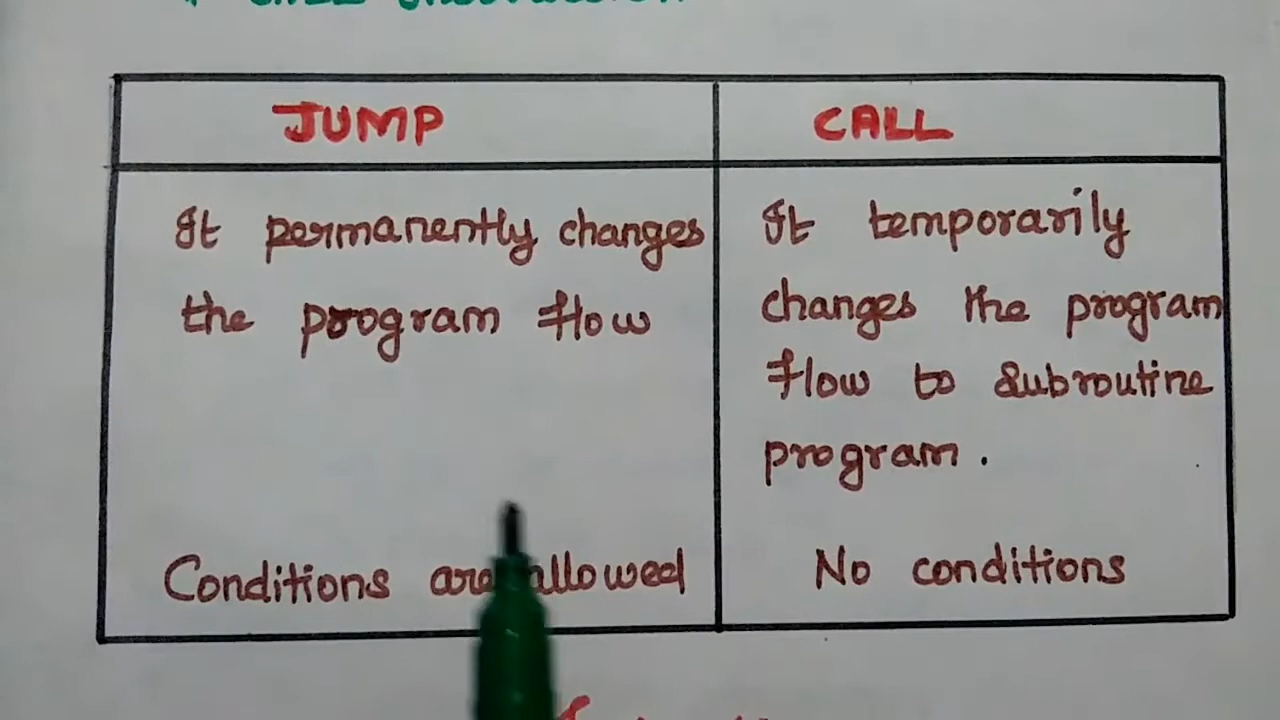 JUMP
CALL
It permanently changes
the program flow
It temporarily
changes the program
flow to subroutine
program.
Conditions are allowed
No conditions